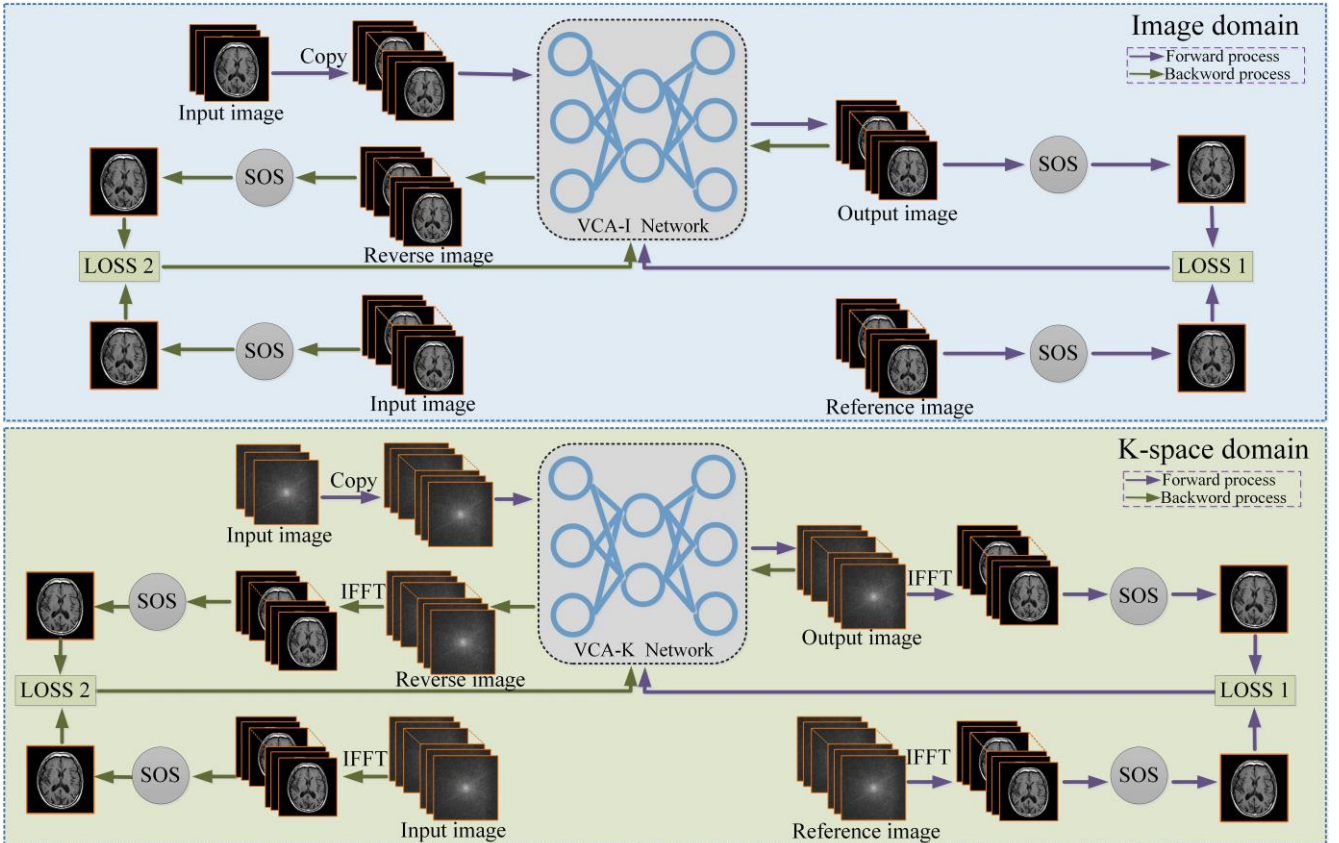 Image domain
Forward process
Backword process
Copy
Input image
VCA-I Network
SOS
Output image
SOS
Reverse image
LOSS 2
LOSS 1
SOS
Input image
SOS
Reference image
K-space domain
Forward process
Backword process
Copy
Input image
VCA-K Network
IFFT
SOS
Output image
SOS
IFFT
Reverse image
LOSS 2
LOSS 1
SOS
IFFT
Input image
IFFT
SOS
Reference image